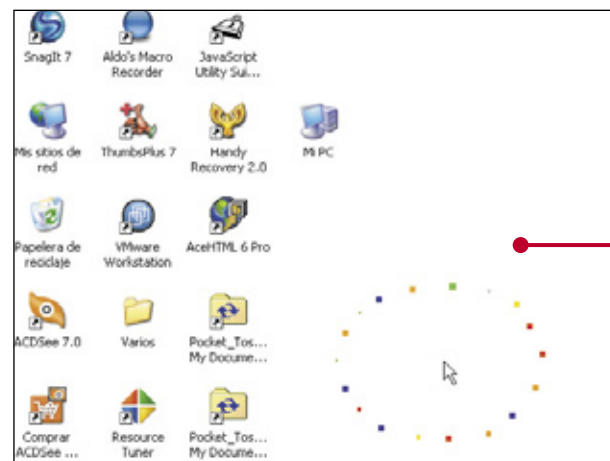 SnagIt 7
Aldo's Macro
Recorder
JavaScript
Utility Sui...
Mis sitios de
red
ThumbsPlus 7
Handy
Recovery 2.0
Mi PC
Papelera de
reciclaje
VMware
Workstation
AceHTML 6 Pro
ACDSee 7.0
Varios
Pocket_Tos...
My Docume...
Comprar
ACDSee ...
Resource
Tuner
Pocket_Tos...
My Docume...